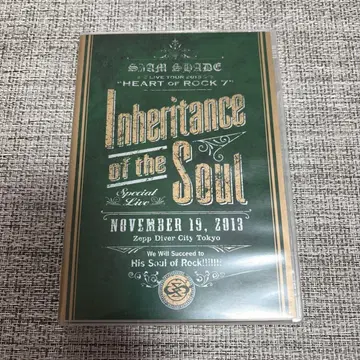 SIAM SHADE
LIVE TOUR 2013
"HEART OF ROCK 7"
Inheritance
of the
Soul
Special
Live
NOVEMBER 19, 2013
Zepp Diver City Tokyo
We Will Succeed to
His Soul of Rock!!!!!!!